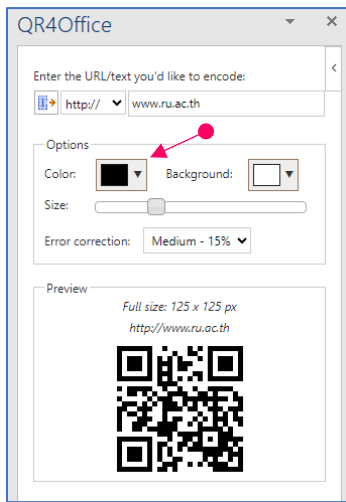 QR4Office
Enter the URL/text you'd like to encode:
http:// www.ru.ac.th
Options
Color: Background:
Size:
Error correction: Medium - 15%
Preview
Full size: 125 x 125 px
http://www.ru.ac.th